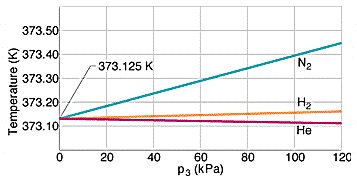 373.50
373.40
373.30
373.20
373.10
Temperature (K)
373.125 K
N₂
H₂
He
0 20 40 60 80 100 120
p₃ (kPa)